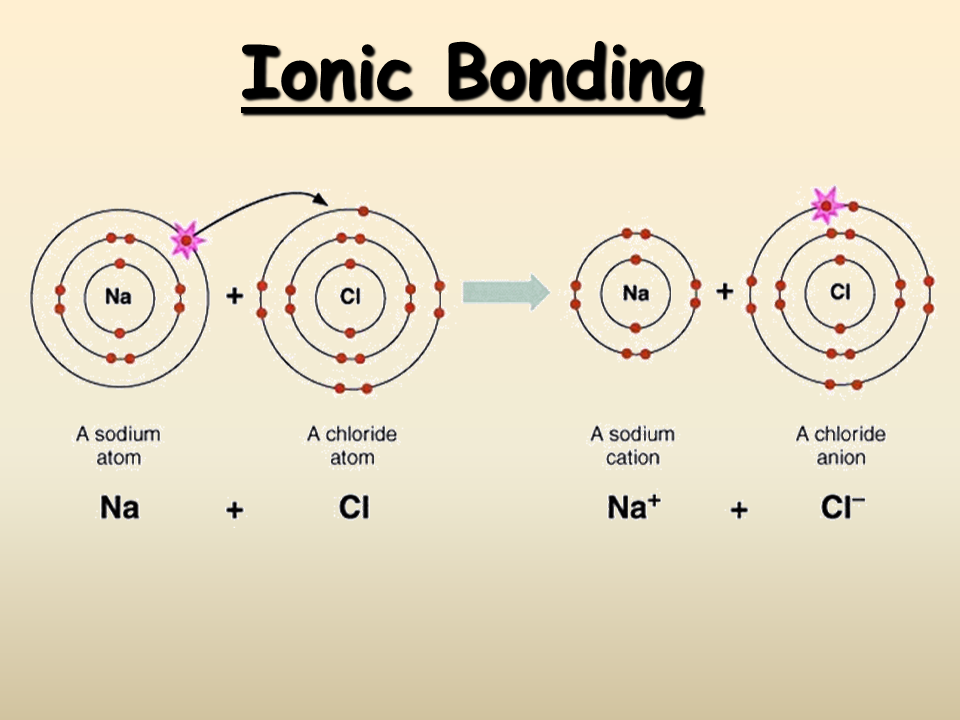 Ionic Bonding
Na + Cl Na + Cl
A sodium atom
A chloride atom
A sodium cation
A chloride anion
Na + Cl Na⁺ + Cl⁻